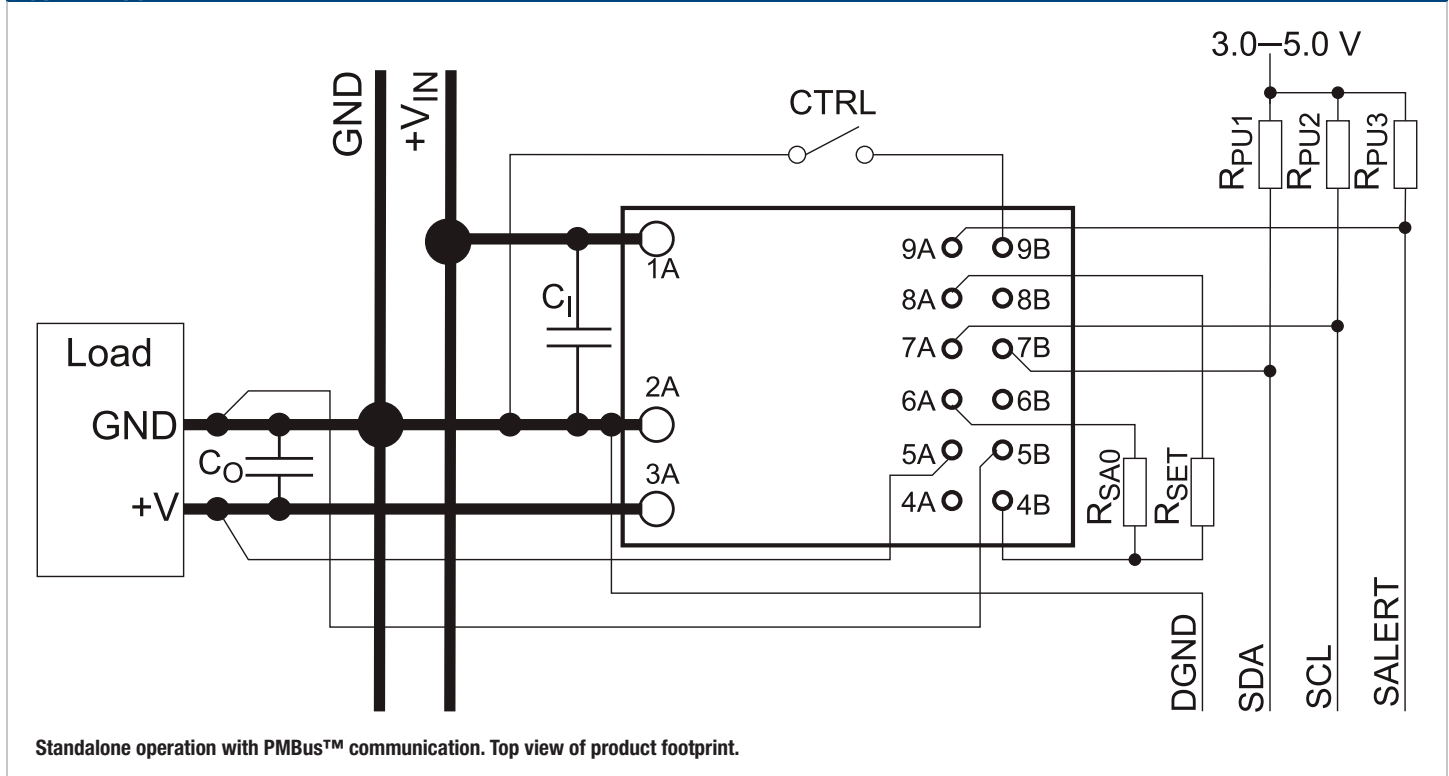 3.0–5.0 V
GND
+VIN
CTRL
RPU1
RPU2
RPU3
9A
9B
1A
8A
8B
CI
7A
7B
Load
2A
6A
6B
GND
CO
5A
5B
3A
+V
4A
4B
RSA0
RSET
DGND
SDA
SCL
SALERT
Standalone operation with PMBus™ communication. Top view of product footprint.